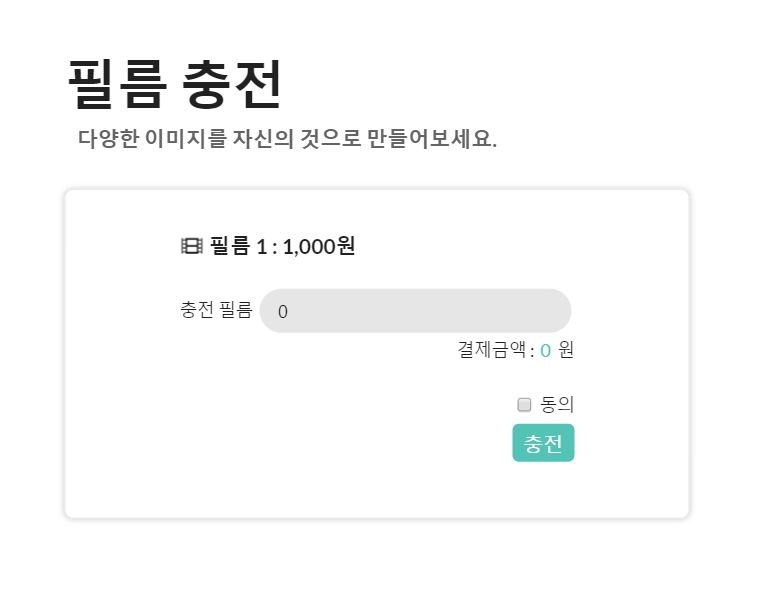 필름 충전
다양한 이미지를 자신의 것으로 만들어보세요.
필름 1 : 1,000원
충전 필름 0
결제금액 : 0 원
동의
충전